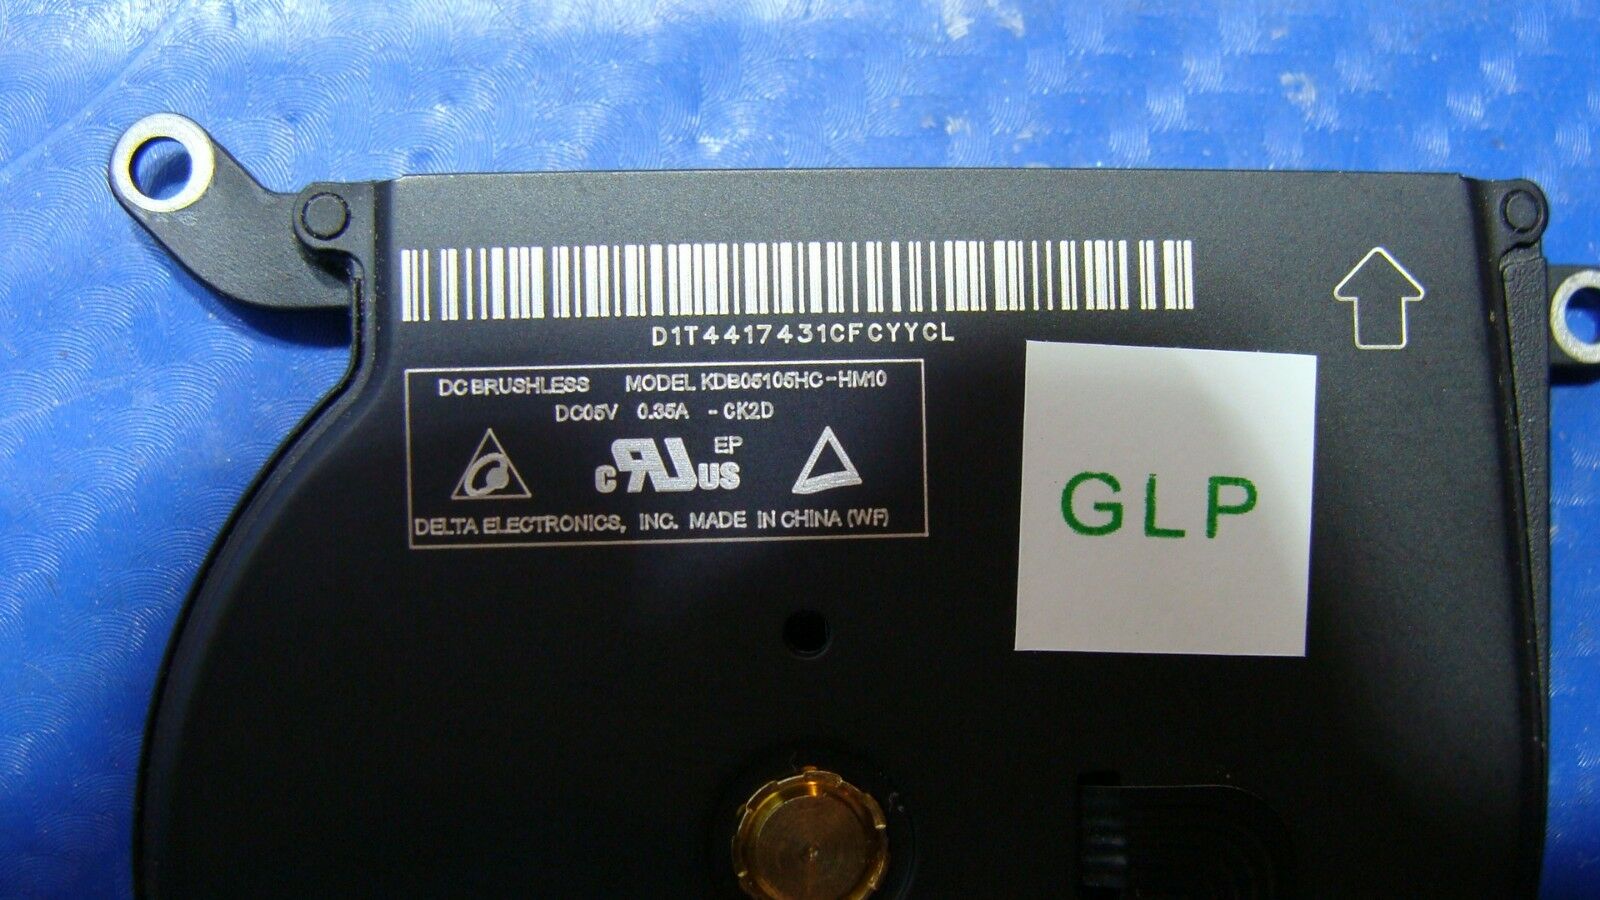 D1T4417431CFCYYCL
DC BRUSHLESS MODEL KDB05105HC-HM10
DC05V 0.35A - CK2D
c RU US EP
DELTA ELECTRONICS, INC. MADE IN CHINA (WF)
GLP